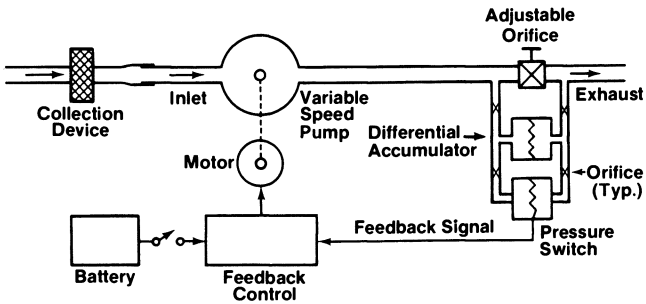 Adjustable
Orifice
Collection
Device
Inlet
Variable
Speed
Pump
Exhaust
Differential
Accumulator
Motor
Orifice
(Typ.)
Battery
Feedback
Control
Feedback Signal
Pressure
Switch